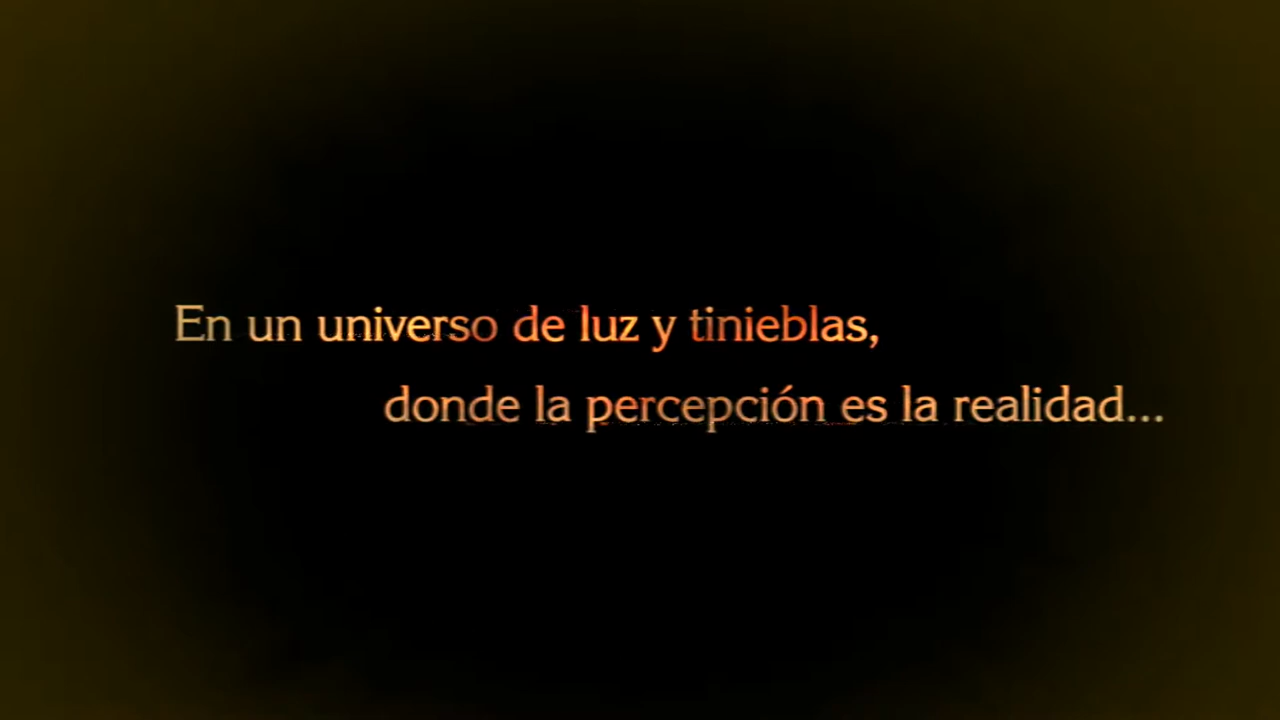 En un universo de luz y tinieblas,
donde la percepción es la realidad...